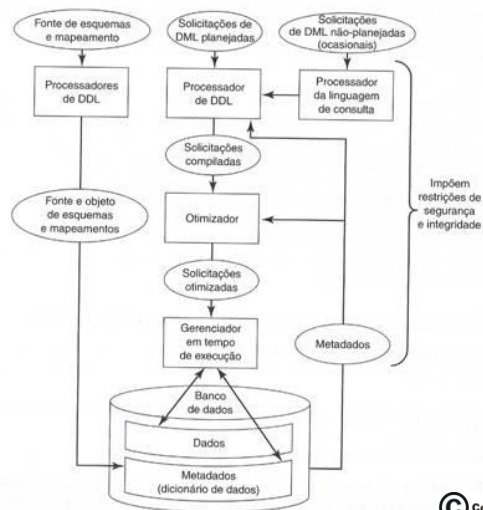 Fonte de esquemas
e mapeamento
Solicitações de
DML planejadas
Solicitações
de DML não-planejadas
(ocasionais)
Processadores
de DDL
Processador
de DDL
Processador
da linguagem
de consulta
Solicitações
compiladas
Fonte e objeto
de esquemas
e mapeamentos
Otimizador
Impõem
restrições de
segurança
e integridade
Solicitações
otimizadas
Gerenciador
em tempo
de execução
Metadados
Banco
de dados
Dados
Metadados
(dicionário de dados)
©